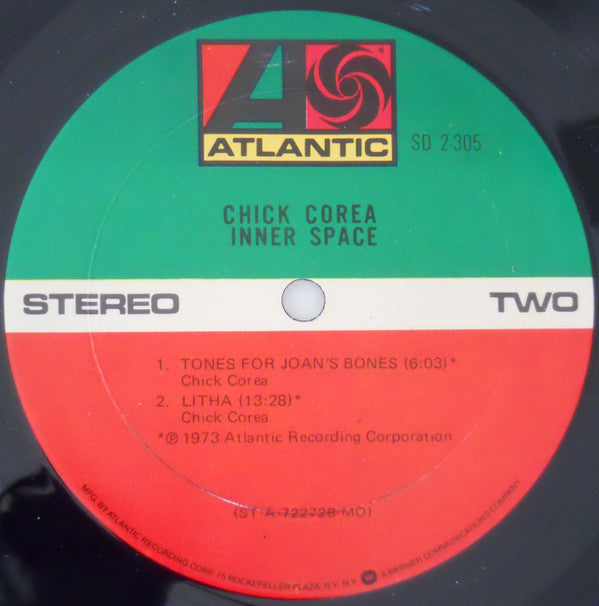 ATLANTIC
SD 2-305
CHICK COREA
INNER SPACE
STEREO
TWO
1. TONES FOR JOAN'S BONES (6:03)*
Chick Corea
2. LITHA (13:28)*
Chick Corea
*℗ 1973 Atlantic Recording Corporation
(ST-A-722728-MO)
MFG. BY ATLANTIC RECORDING CORP. 75 ROCKEFELLER PLAZA, N.Y. N.Y. A WARNER COMMUNICATIONS COMPANY